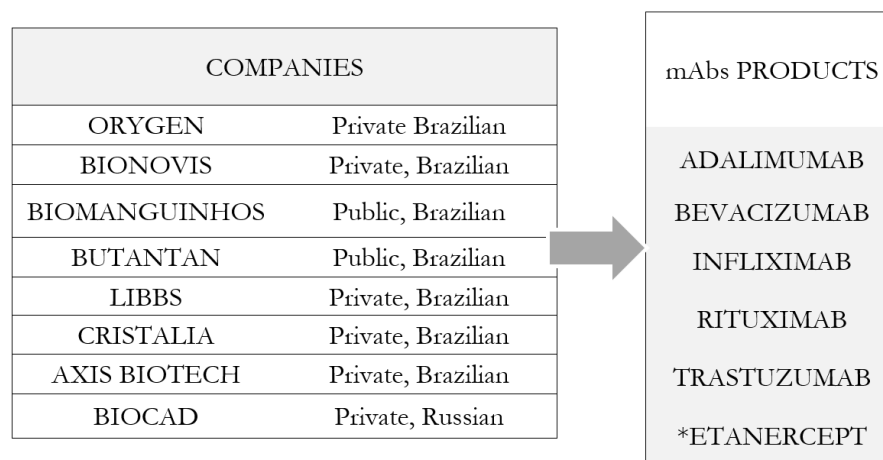 COMPANIES
ORYGEN Private Brazilian
BIONOVIS Private, Brazilian
BIOMANGUINHOS Public, Brazilian
BUTANTAN Public, Brazilian
LIBBS Private, Brazilian
CRISTALIA Private, Brazilian
AXIS BIOTECH Private, Brazilian
BIOCAD Private, Russian
mAbs PRODUCTS
ADALIMUMAB
BEVACIZUMAB
INFLIXIMAB
RITUXIMAB
TRASTUZUMAB
*ETANERCEPT